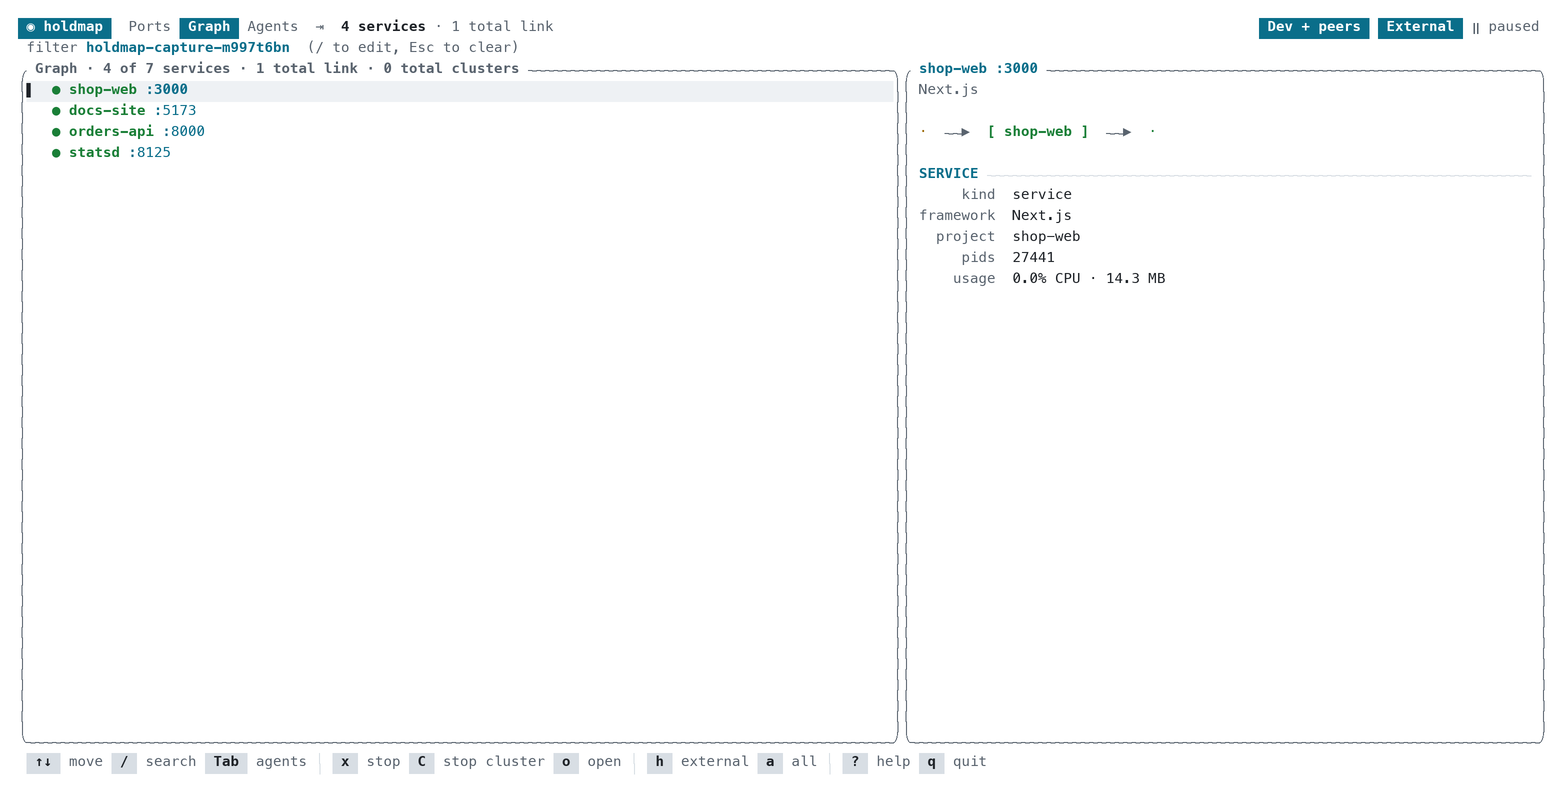 ◉ holdmap Ports Graph Agents ⇥ 4 services · 1 total link Dev + peers External ‖ paused
filter holdmap-capture-m997t6bn (/ to edit, Esc to clear)
Graph · 4 of 7 services · 1 total link · 0 total clusters
● shop-web :3000
● docs-site :5173
● orders-api :8000
● statsd :8125
shop-web :3000
Next.js
· ──▶ [ shop-web ] ──▶ ·
SERVICE
kind service
framework Next.js
project shop-web
pids 27441
usage 0.0% CPU · 14.3 MB
↑↓ move / search Tab agents │ x stop C stop cluster o open │ h external a all │ ? help q quit